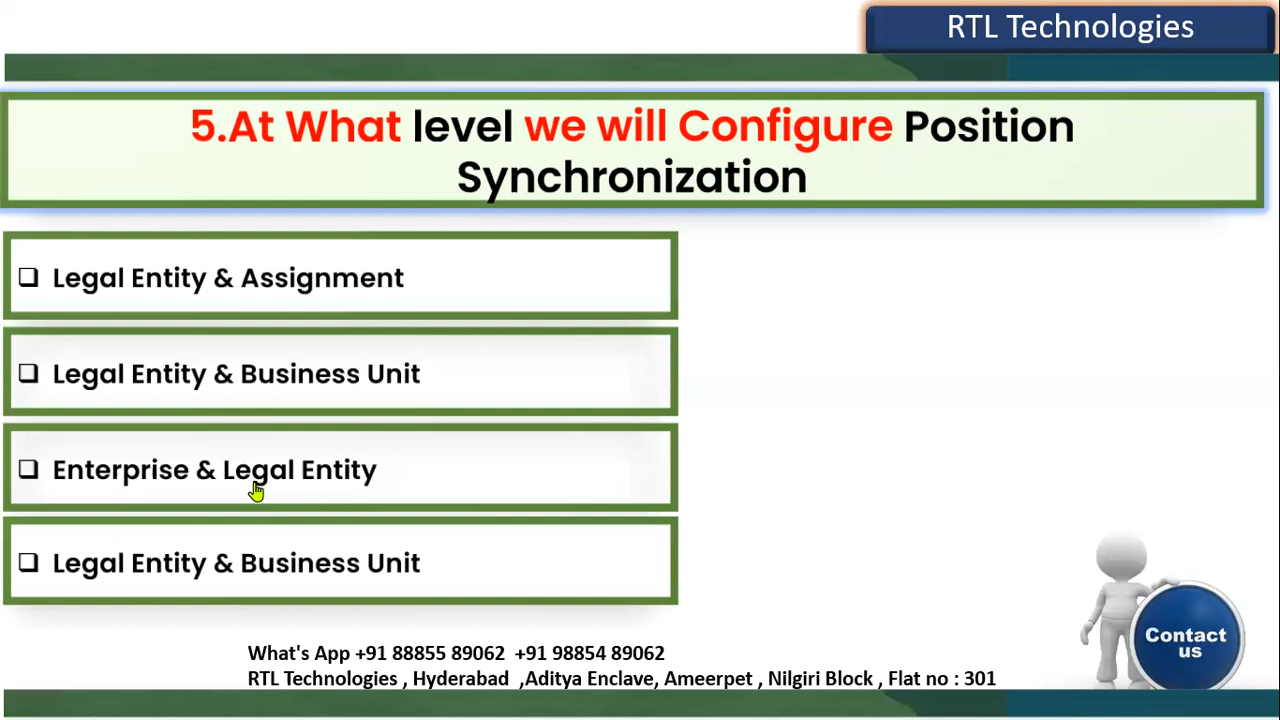 RTL Technologies
5.At What level we will Configure Position
Synchronization
❑ Legal Entity & Assignment
❑ Legal Entity & Business Unit
❑ Enterprise & Legal Entity
❑ Legal Entity & Business Unit
Contact
us
What's App +91 88855 89062 +91 98854 89062
RTL Technologies , Hyderabad ,Aditya Enclave, Ameerpet , Nilgiri Block , Flat no : 301